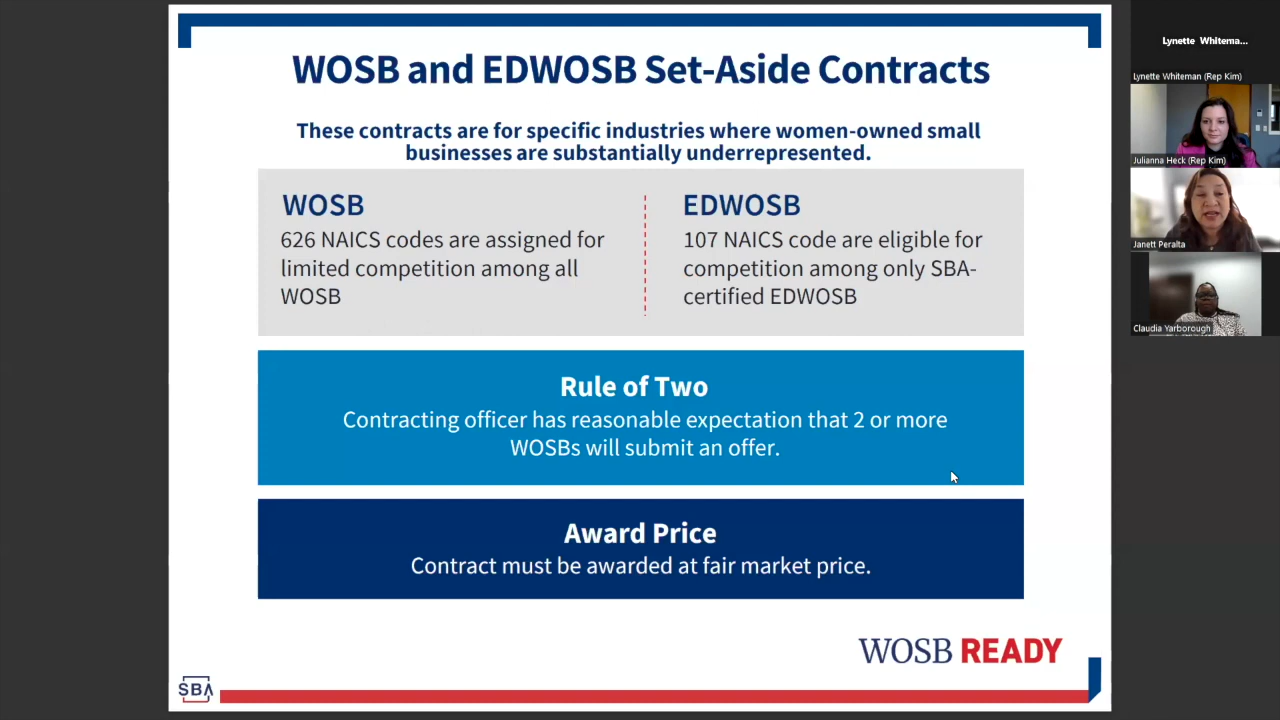 WOSB and EDWOSB Set-Aside Contracts
These contracts are for specific industries where women-owned small
businesses are substantially underrepresented.
WOSB
626 NAICS codes are assigned for
limited competition among all
WOSB
EDWOSB
107 NAICS code are eligible for
competition among only SBA-
certified EDWOSB
Rule of Two
Contracting officer has reasonable expectation that 2 or more
WOSBs will submit an offer.
Award Price
Contract must be awarded at fair market price.
WOSB READY
SBA
Lynette Whitema...
Lynette Whiteman (Rep Kim)
Julianna Heck (Rep Kim)
Janett Peralta
Claudia Yarborough